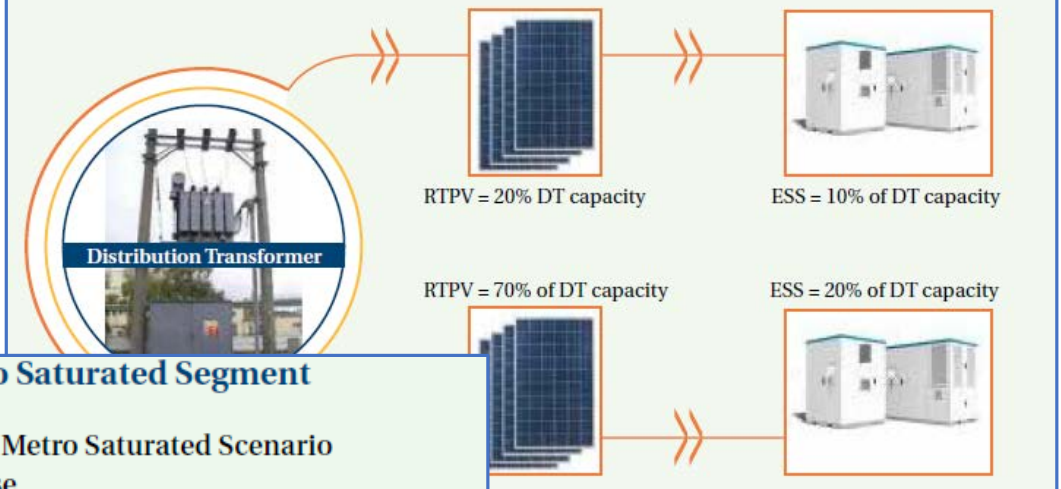 RTPV = 20% DT capacity
ESS = 10% of DT capacity
Distribution Transformer
RTPV = 70% of DT capacity
ESS = 20% of DT capacity
Saturated Segment
Metro Saturated Scenario